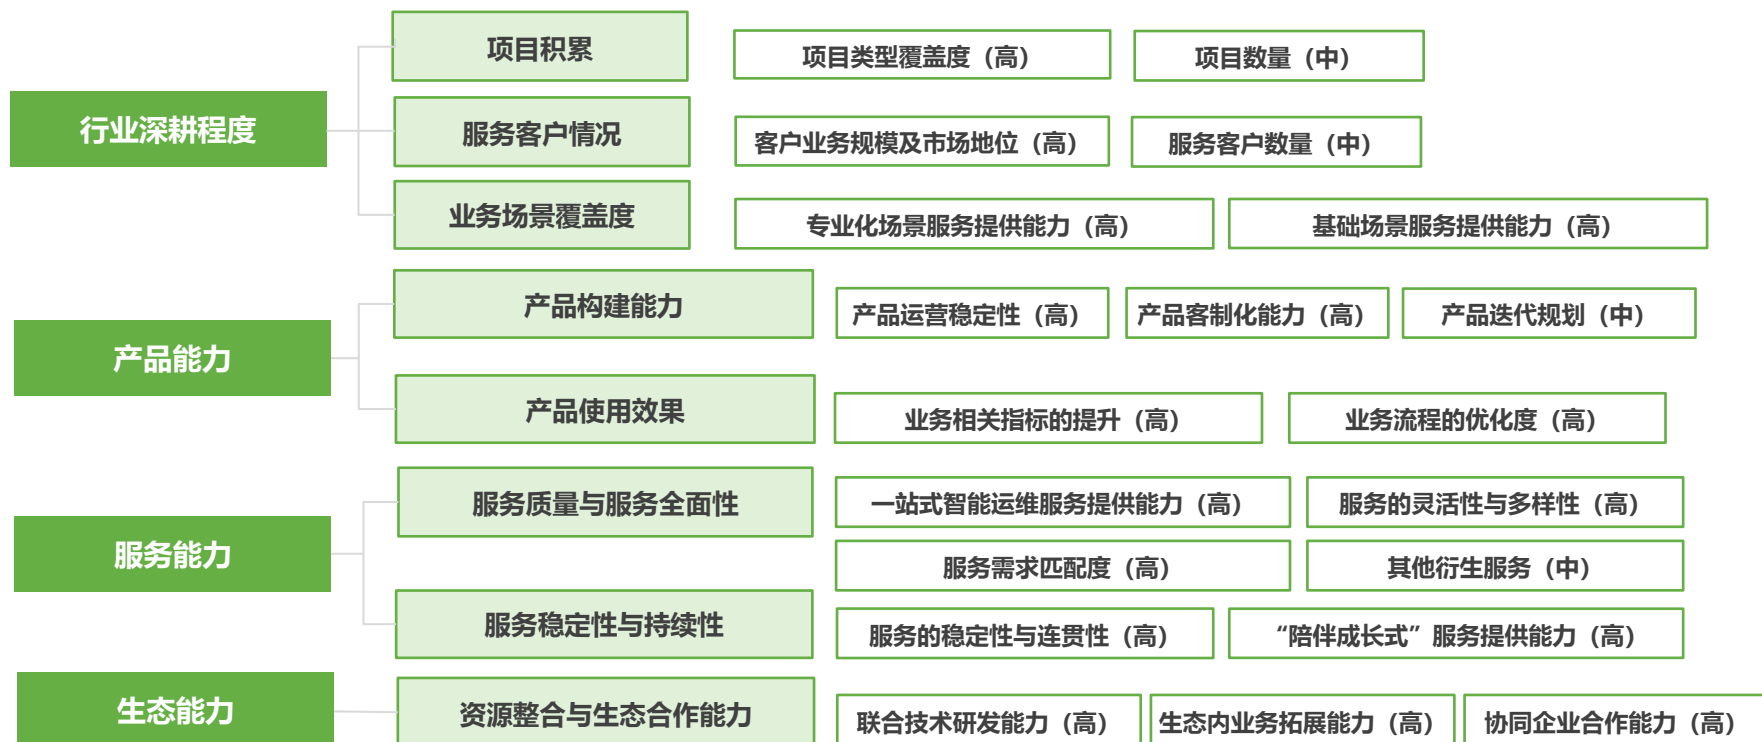 行业深耕程度
项目积累
项目类型覆盖度（高）
项目数量（中）
服务客户情况
客户业务规模及市场地位（高）
服务客户数量（中）
业务场景覆盖度
专业化场景服务提供能力（高）
基础场景服务提供能力（高）
产品能力
产品构建能力
产品运营稳定性（高）
产品客制化能力（高）
产品迭代规划（中）
产品使用效果
业务相关指标的提升（高）
业务流程的优化度（高）
服务能力
服务质量与服务全面性
一站式智能运维服务提供能力（高）
服务的灵活性与多样性（高）
服务需求匹配度（高）
其他衍生服务（中）
服务稳定性与持续性
服务的稳定性与连贯性（高）
“陪伴成长式”服务提供能力（高）
生态能力
资源整合与生态合作能力
联合技术研发能力（高）
生态内业务拓展能力（高）
协同企业合作能力（高）